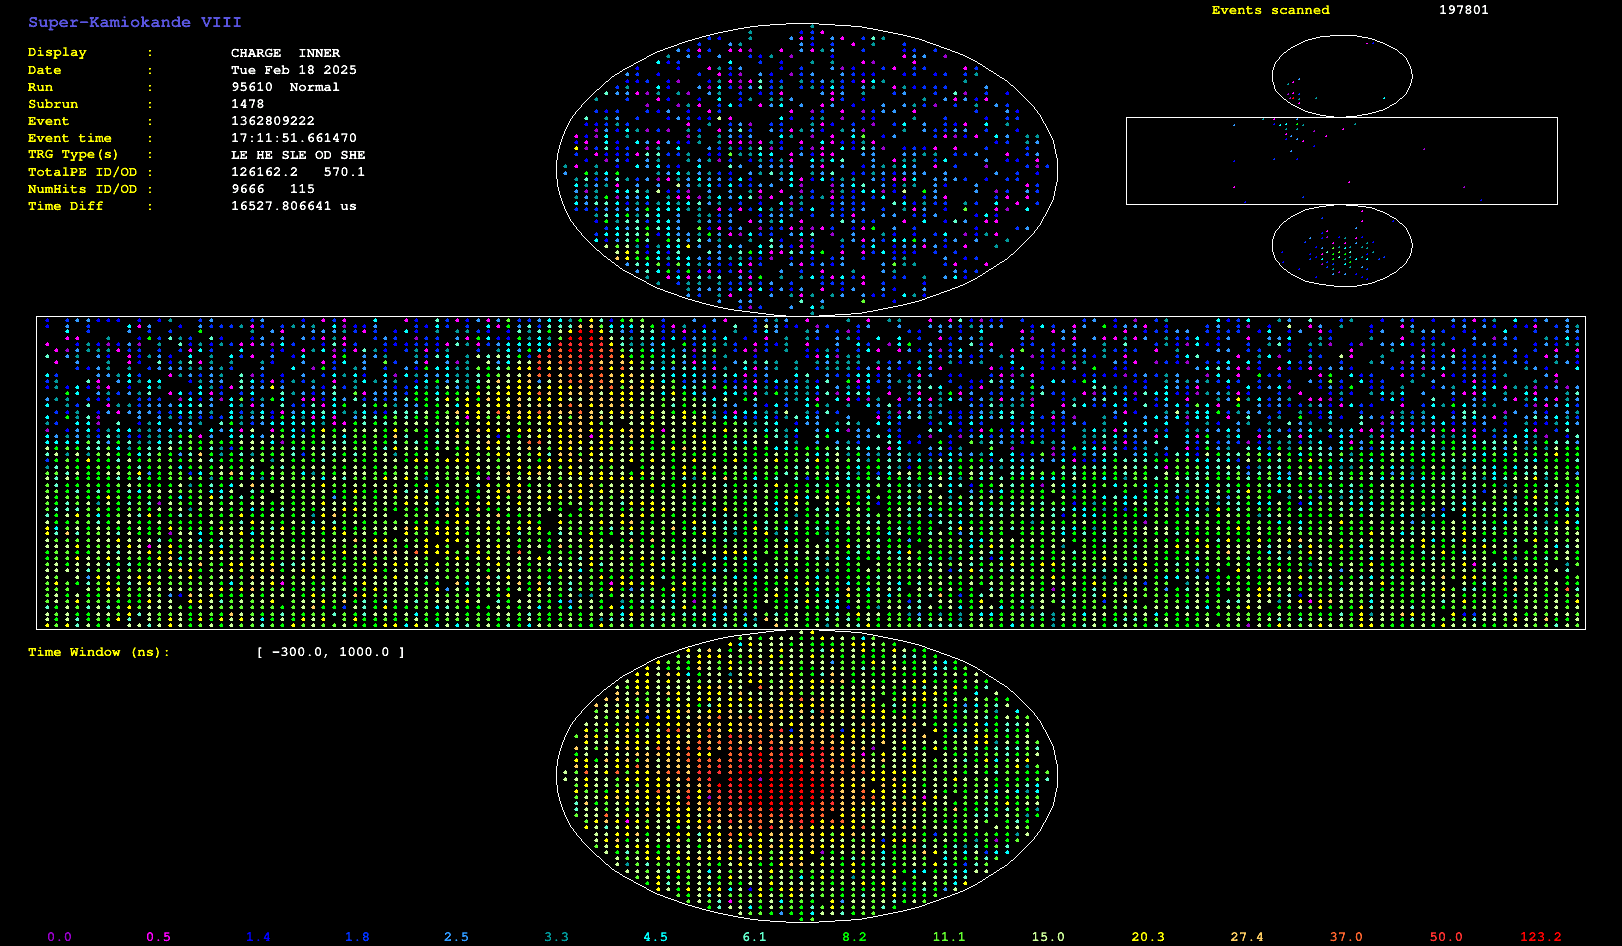 Super-Kamiokande VIII
Events scanned 197801
Display : CHARGE INNER
Date : Tue Feb 18 2025
Run : 95610 Normal
Subrun : 1478
Event : 1362809222
Event time : 17:11:51.661470
TRG Type(s) : LE HE SLE OD SHE
TotalPE ID/OD : 126162.2 570.1
NumHits ID/OD : 9666 115
Time Diff : 16527.806641 us
Time Window (ns): [ -300.0, 1000.0 ]
0.0 0.5 1.4 1.8 2.5 3.3 4.5 6.1 8.2 11.1 15.0 20.3 27.4 37.0 50.0 123.2